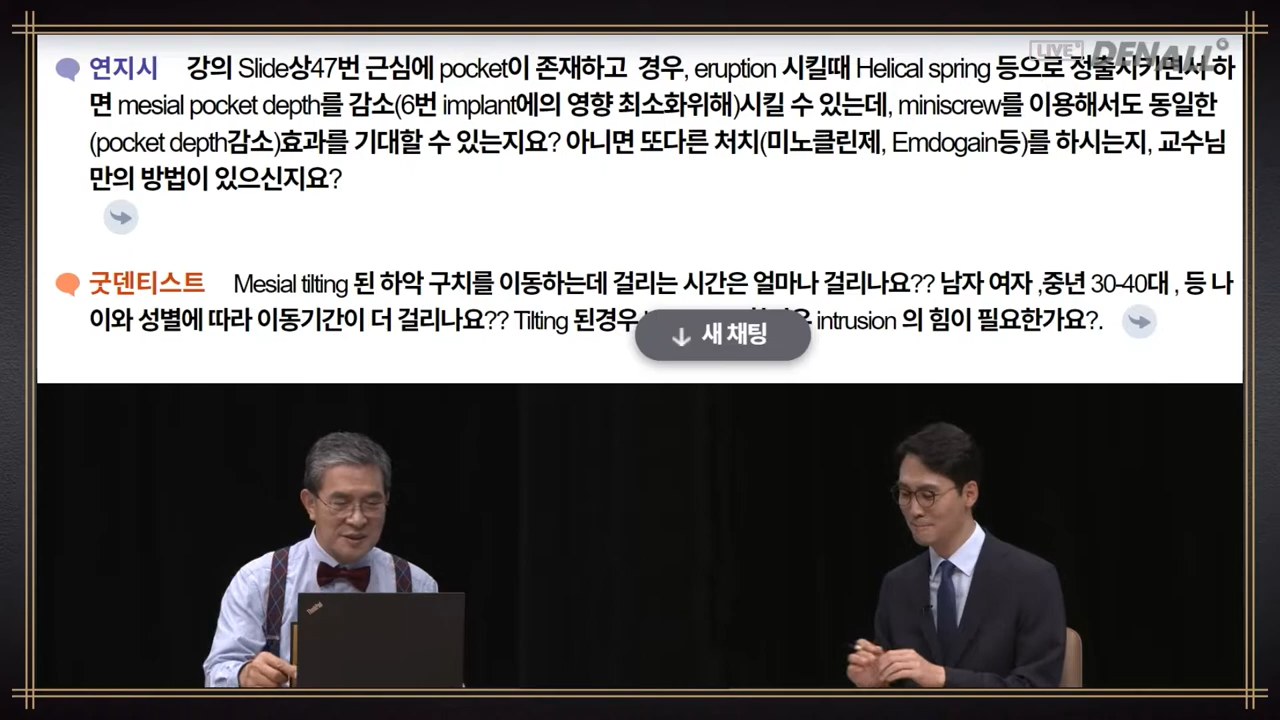 LIVE DENALL
연지시 강의 Slide상47번 근심에 pocket이 존재하고 경우, eruption 시킬때 Helical spring 등으로 정출시키면서 하
면 mesial pocket depth를 감소(6번 implant에의 영향 최소화위해)시킬 수 있는데, miniscrew를 이용해서도 동일한
(pocket depth감소)효과를 기대할 수 있는지요? 아니면 또다른 처치(미노클린제, Emdogain등)를 하시는지, 교수님
만의 방법이 있으신지요?
굿덴티스트 Mesial tilting 된 하악 구치를 이동하는데 걸리는 시간은 얼마나 걸리나요?? 남자 여자 ,중년 30-40대 , 등 나
이와 성별에 따라 이동기간이 더 걸리나요?? Tilting 된경우 intrusion 의 힘이 필요한가요?.
↓ 새 채팅
ThinkPad